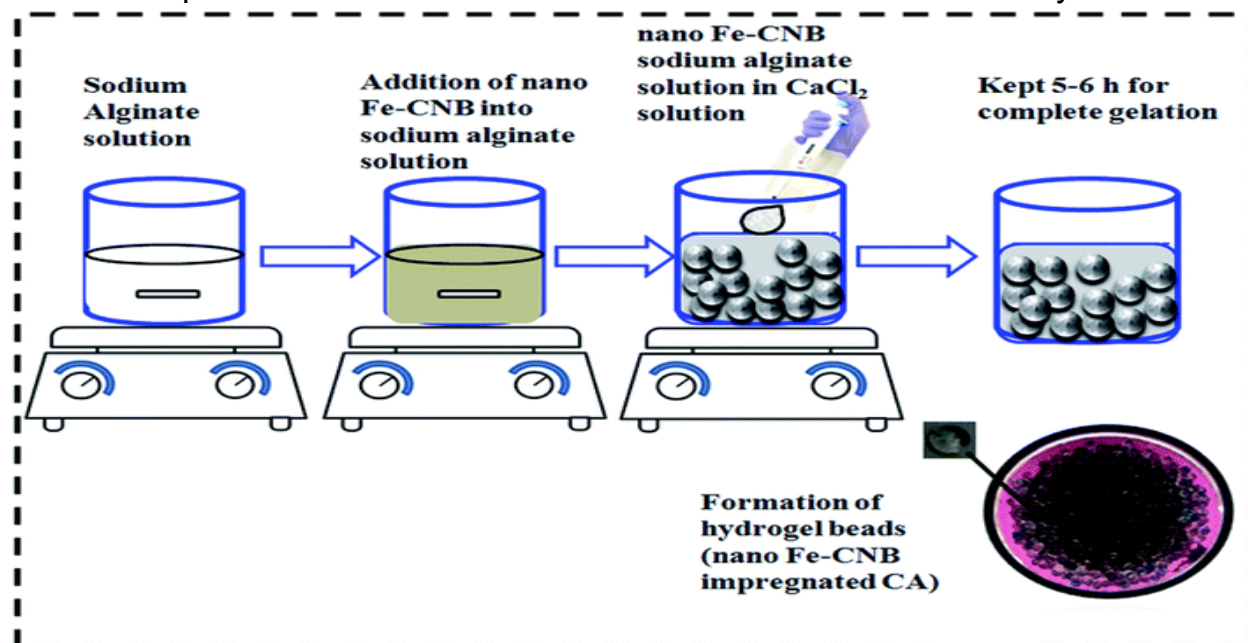 Sodium
Alginate
solution
Addition of nano
Fe-CNB into
sodium alginate
solution
nano Fe-CNB
sodium alginate
solution in CaCl₂
solution
Kept 5-6 h for
complete gelation
Formation of
hydrogel beads
(nano Fe-CNB
impregnated CA)